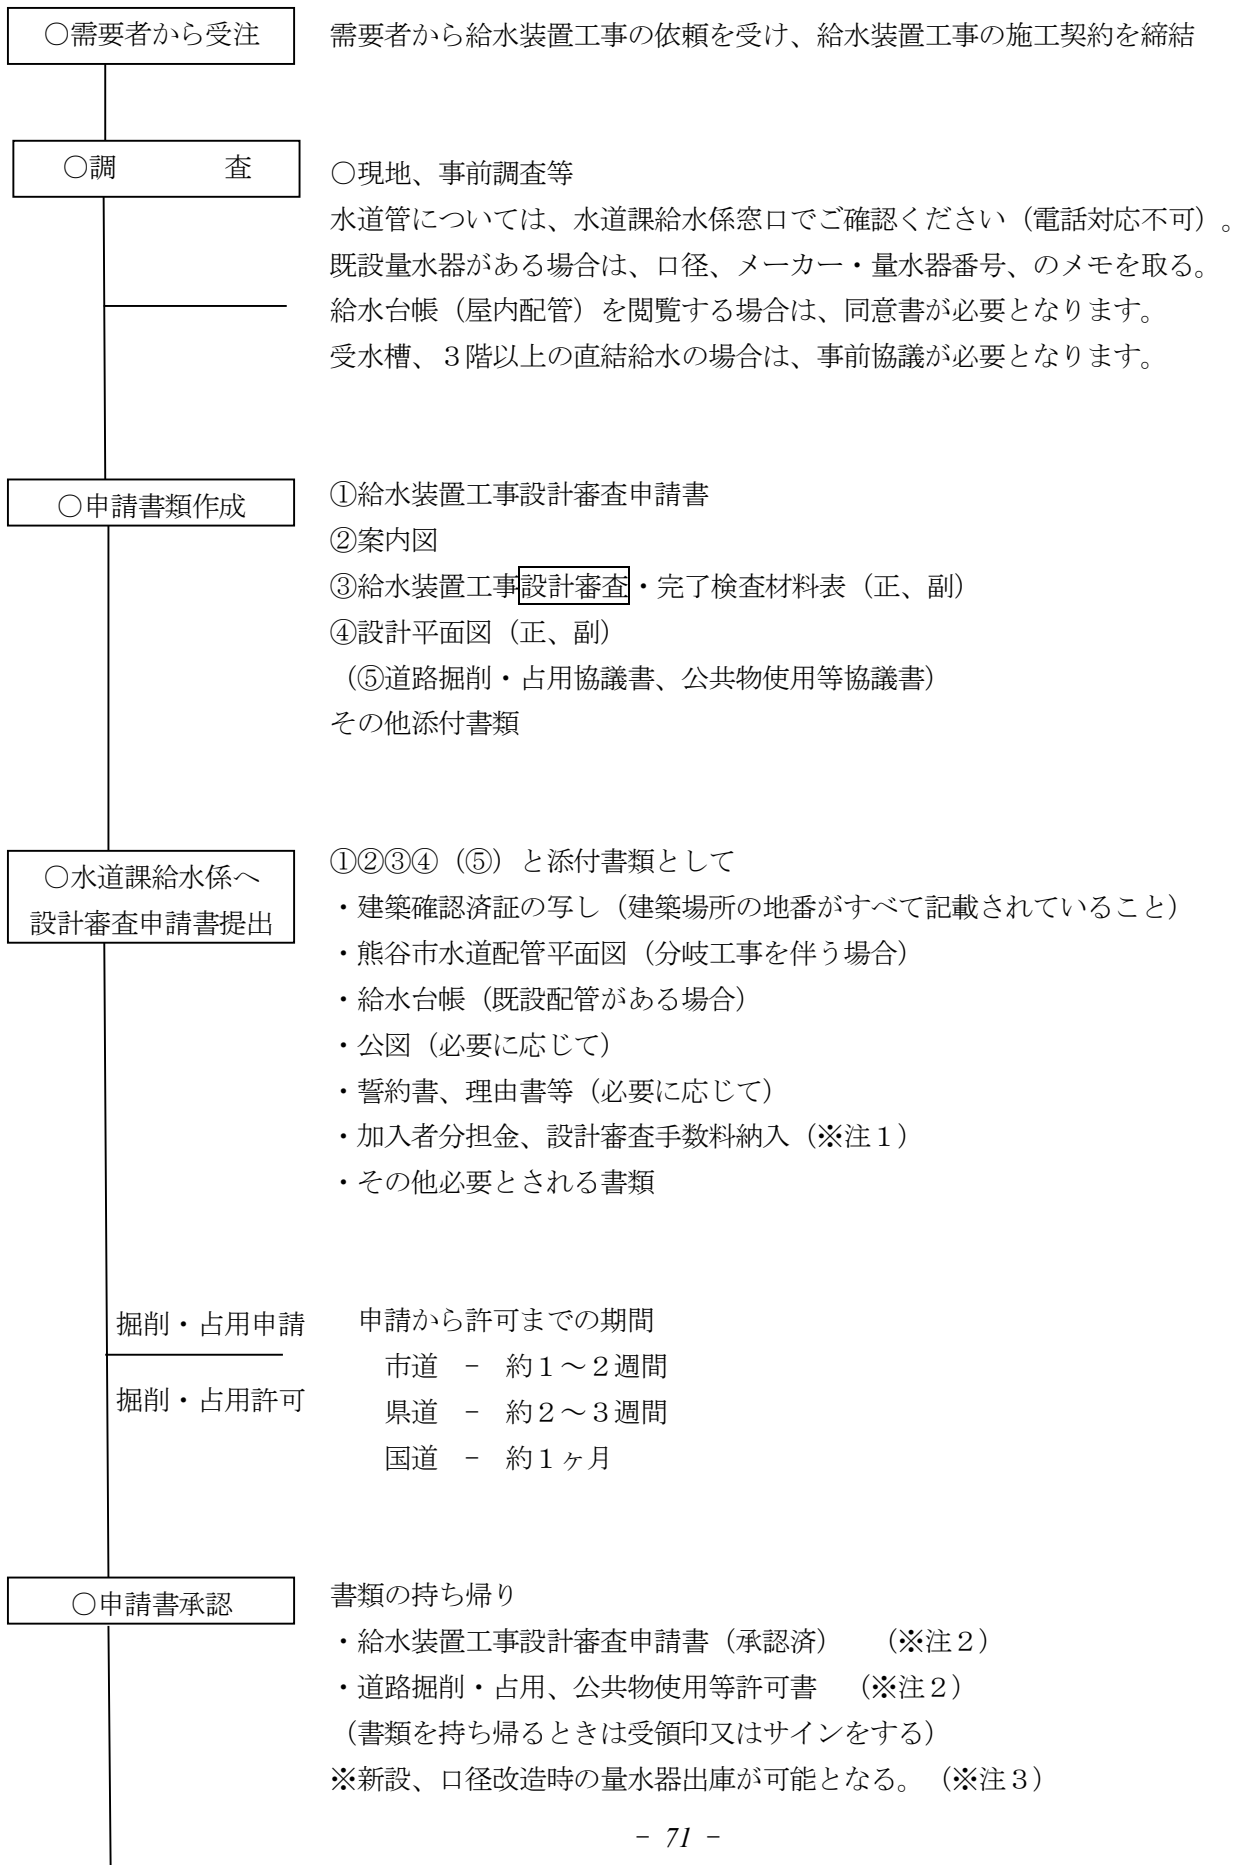 ○需要者から受注
需要者から給水装置工事の依頼を受け、給水装置工事の施工契約を締結
○調　　　　査
○現地、事前調査等
水道管については、水道課給水係窓口でご確認ください（電話対応不可）。
既設量水器がある場合は、口径、メーカー・量水器番号、のメモを取る。
給水台帳（屋内配管）を閲覧する場合は、同意書が必要となります。
受水槽、３階以上の直結給水の場合は、事前協議が必要となります。
○申請書類作成
①給水装置工事設計審査申請書
②案内図
③給水装置工事設計審査・完了検査材料表（正、副）
④設計平面図（正、副）
（⑤道路掘削・占用協議書、公共物使用等協議書）
その他添付書類
○水道課給水係へ
設計審査申請書提出
①②③④（⑤）と添付書類として
・建築確認済証の写し（建築場所の地番がすべて記載されていること）
・熊谷市水道配管平面図（分岐工事を伴う場合）
・給水台帳（既設配管がある場合）
・公図（必要に応じて）
・誓約書、理由書等（必要に応じて）
・加入者分担金、設計審査手数料納入（※注１）
・その他必要とされる書類
掘削・占用申請
掘削・占用許可
申請から許可までの期間
市道　－　約１～２週間
県道　－　約２～３週間
国道　－　約１ヶ月
○申請書承認
書類の持ち帰り
・給水装置工事設計審査申請書（承認済）　（※注２）
・道路掘削・占用、公共物使用等許可書　（※注２）
（書類を持ち帰るときは受領印又はサインをする）
※新設、口径改造時の量水器出庫が可能となる。（※注３）
－ 71 －